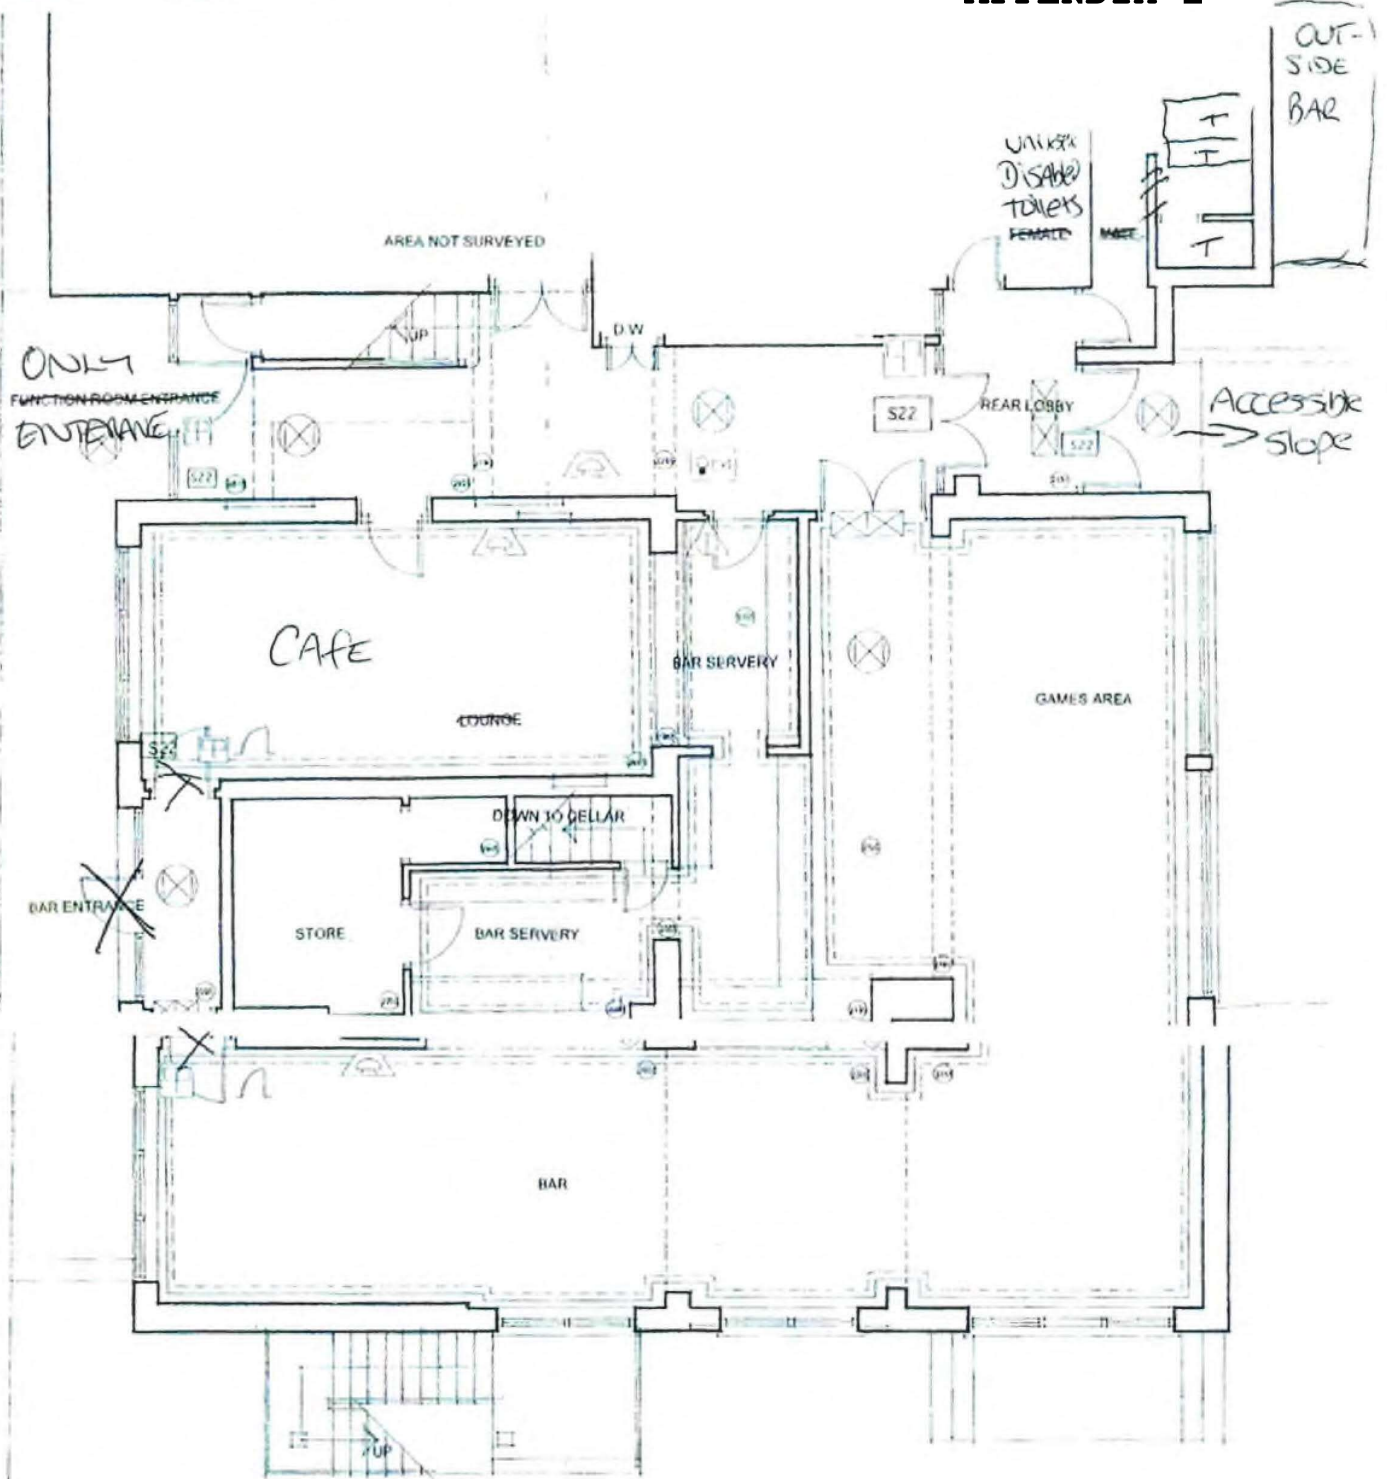 OUT-
SIDE
BAR
T
T
T
unisex
Disabled
toilets
FEMALE
MALE
AREA NOT SURVEYED
UP
D.W
ONLY
FUNCTION ROOM ENTRANCE
ENTERANE
S22
REAR LOBBY
S22
Accessible
slope
S22
CAFE
BAR SERVERY
GAMES AREA
LOUNGE
S22
DOWN TO CELLAR
BAR ENTRANCE
STORE
BAR SERVERY
BAR
UP